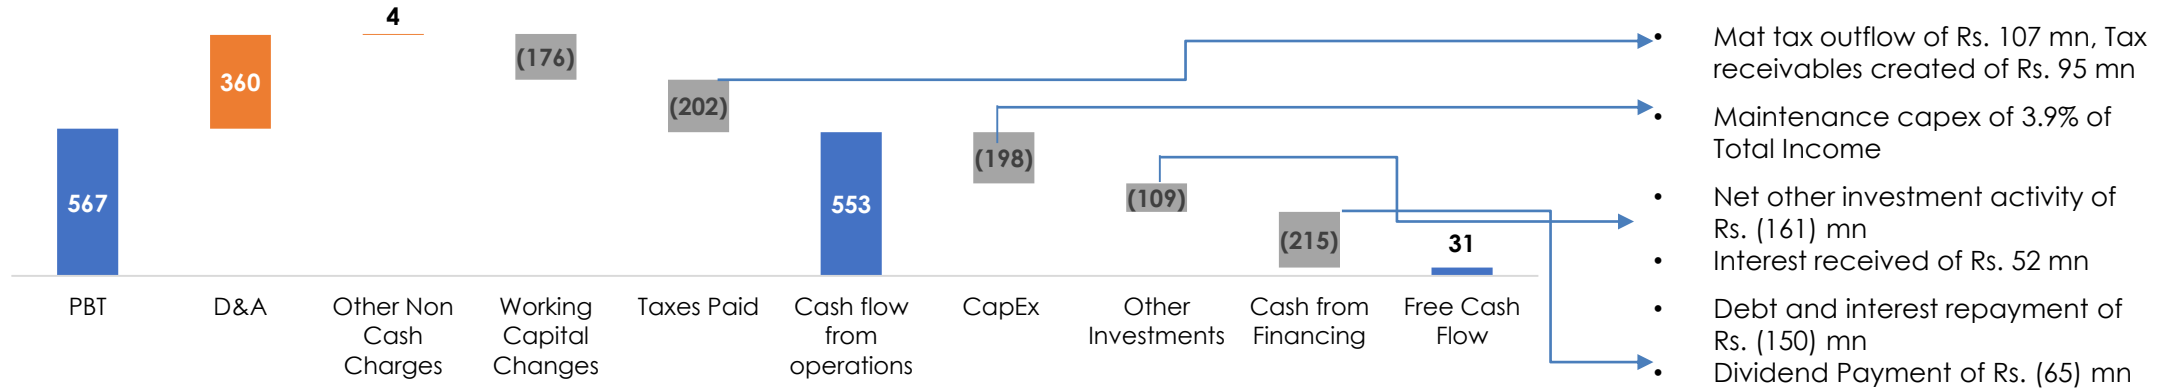 4
360
(176)
(202)
567
553
(198)
(109)
(215)
31
PBT
D&A
Other Non
Cash
Charges
Working
Capital
Changes
Taxes Paid
Cash flow
from
operations
CapEx
Other
Investments
Cash from
Financing
Free Cash
Flow
• Mat tax outflow of Rs. 107 mn, Tax
receivables created of Rs. 95 mn
• Maintenance capex of 3.9% of
Total Income
• Net other investment activity of
Rs. (161) mn
• Interest received of Rs. 52 mn
• Debt and interest repayment of
Rs. (150) mn
• Dividend Payment of Rs. (65) mn